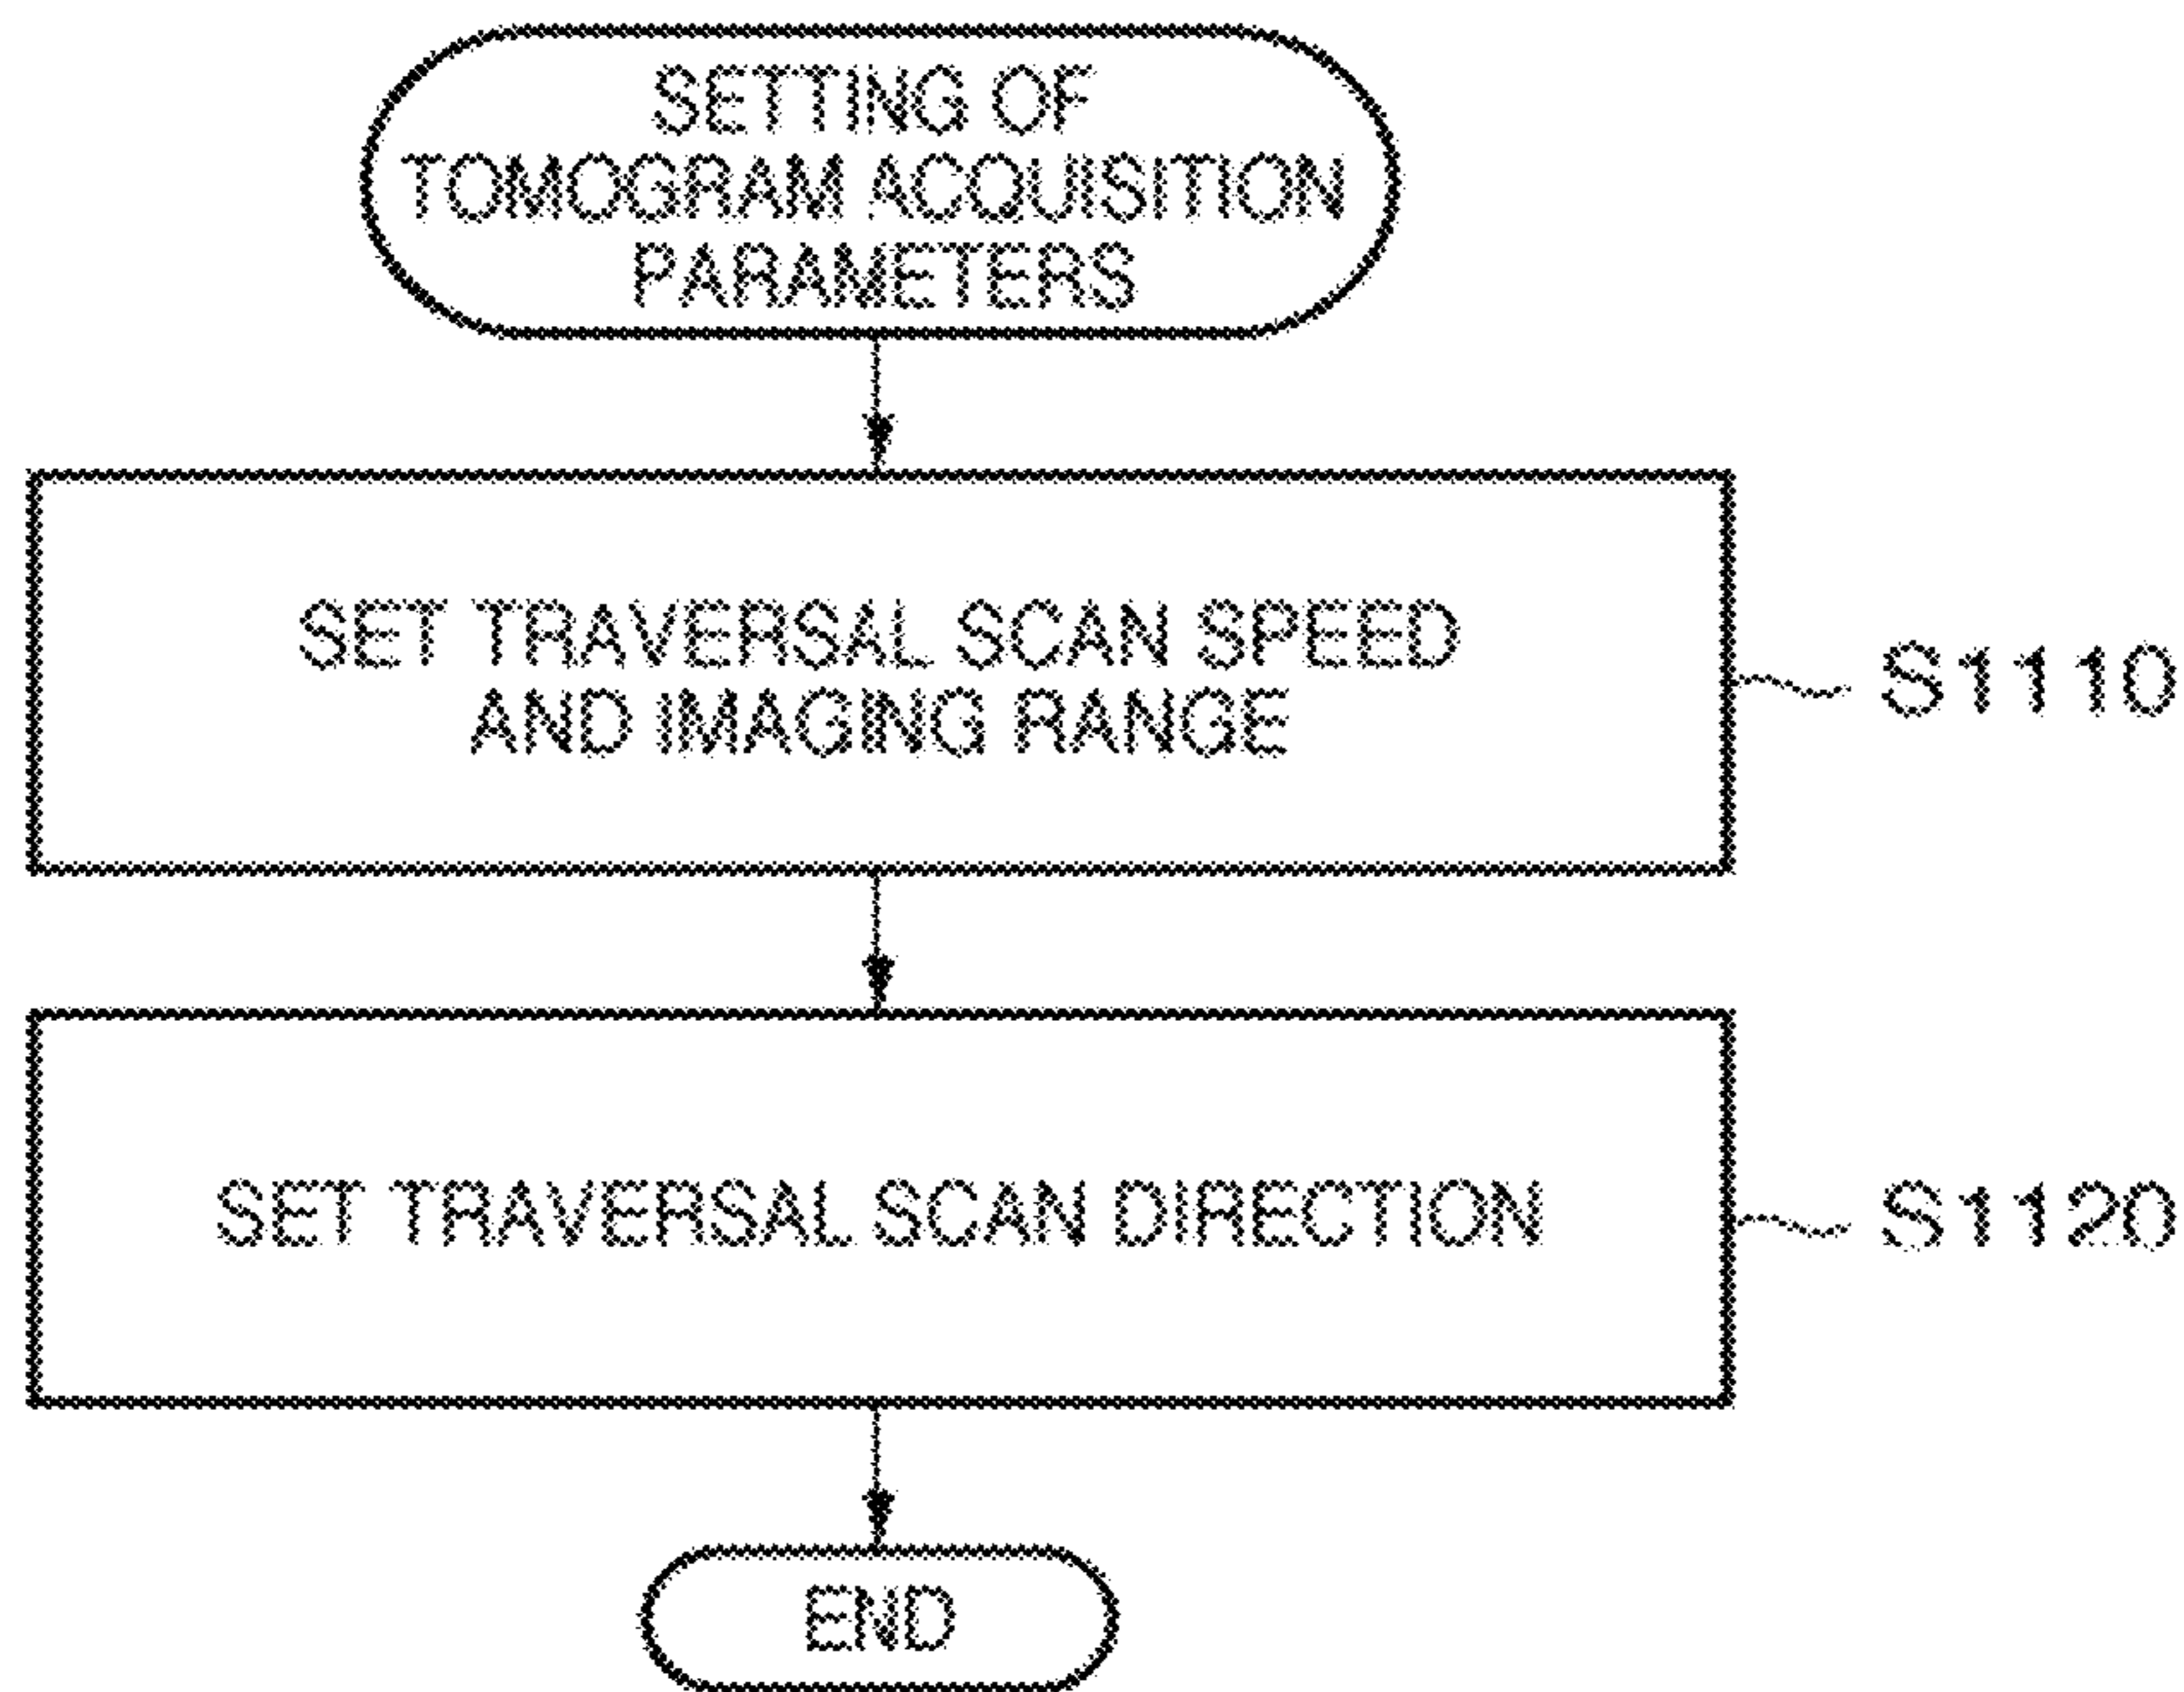 SETTING OF
TOMOGRAM ACQUISITION
PARAMETERS
SET TRAVERSAL SCAN SPEED
AND IMAGING RANGE
S1110
SET TRAVERSAL SCAN DIRECTION
S1120
END